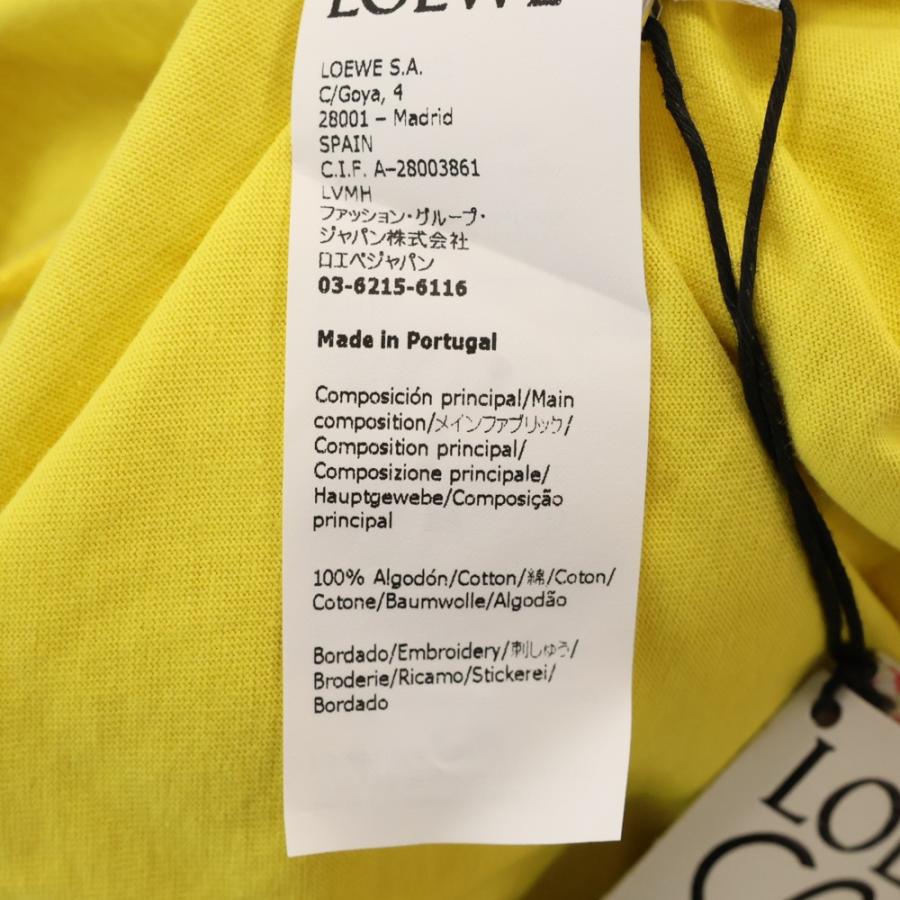 LOEWE
LOEWE S.A.
C/Goya, 4
28001 – Madrid
SPAIN
C.I.F. A-28003861
LVMH
ファッション・グループ・
ジャパン株式会社
ロエベジャパン
03-6215-6116
Made in Portugal
Composición principal/Main
composition/メインファブリック/
Composition principal/
Composizione principale/
Hauptgewebe/Composição
principal
100% Algodón/Cotton/綿/Coton/
Cotone/Baumwolle/Algodão
Bordado/Embroidery/刺しゅう/
Broderie/Ricamo/Stickerei/
Bordado